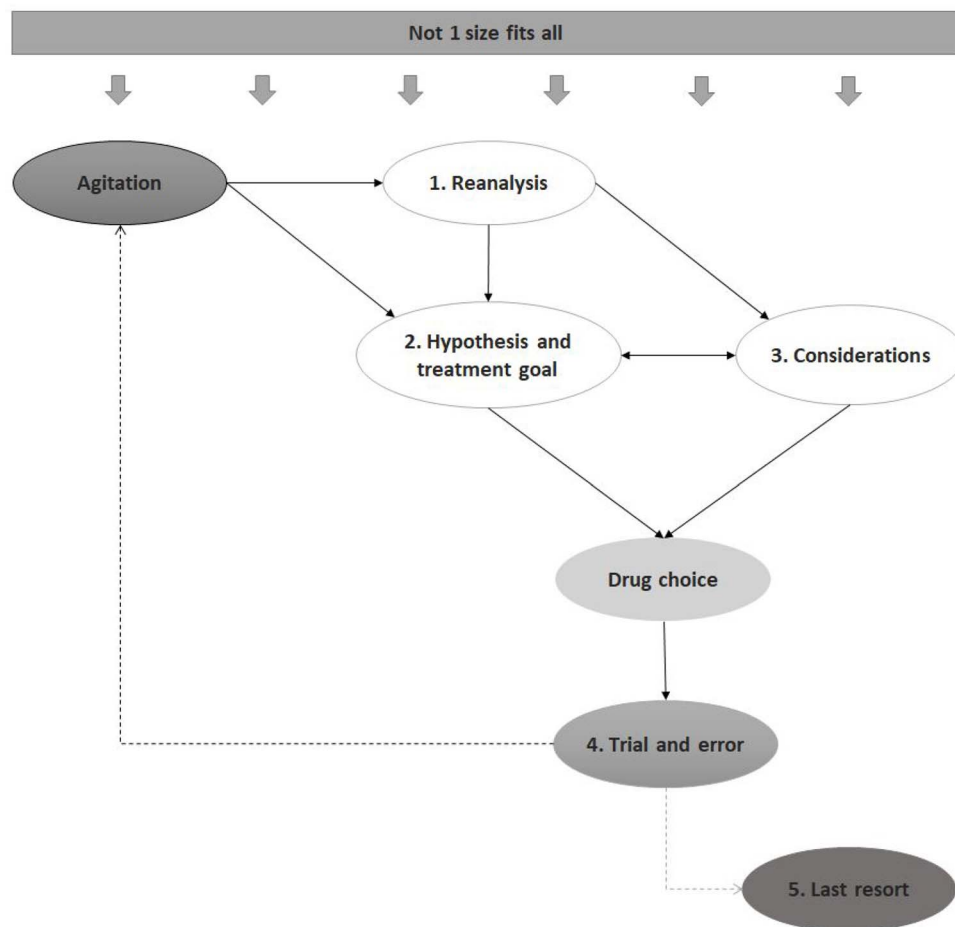 Not 1 size fits all
Agitation
1. Reanalysis
2. Hypothesis and
treatment goal
3. Considerations
Drug choice
4. Trial and error
5. Last resort